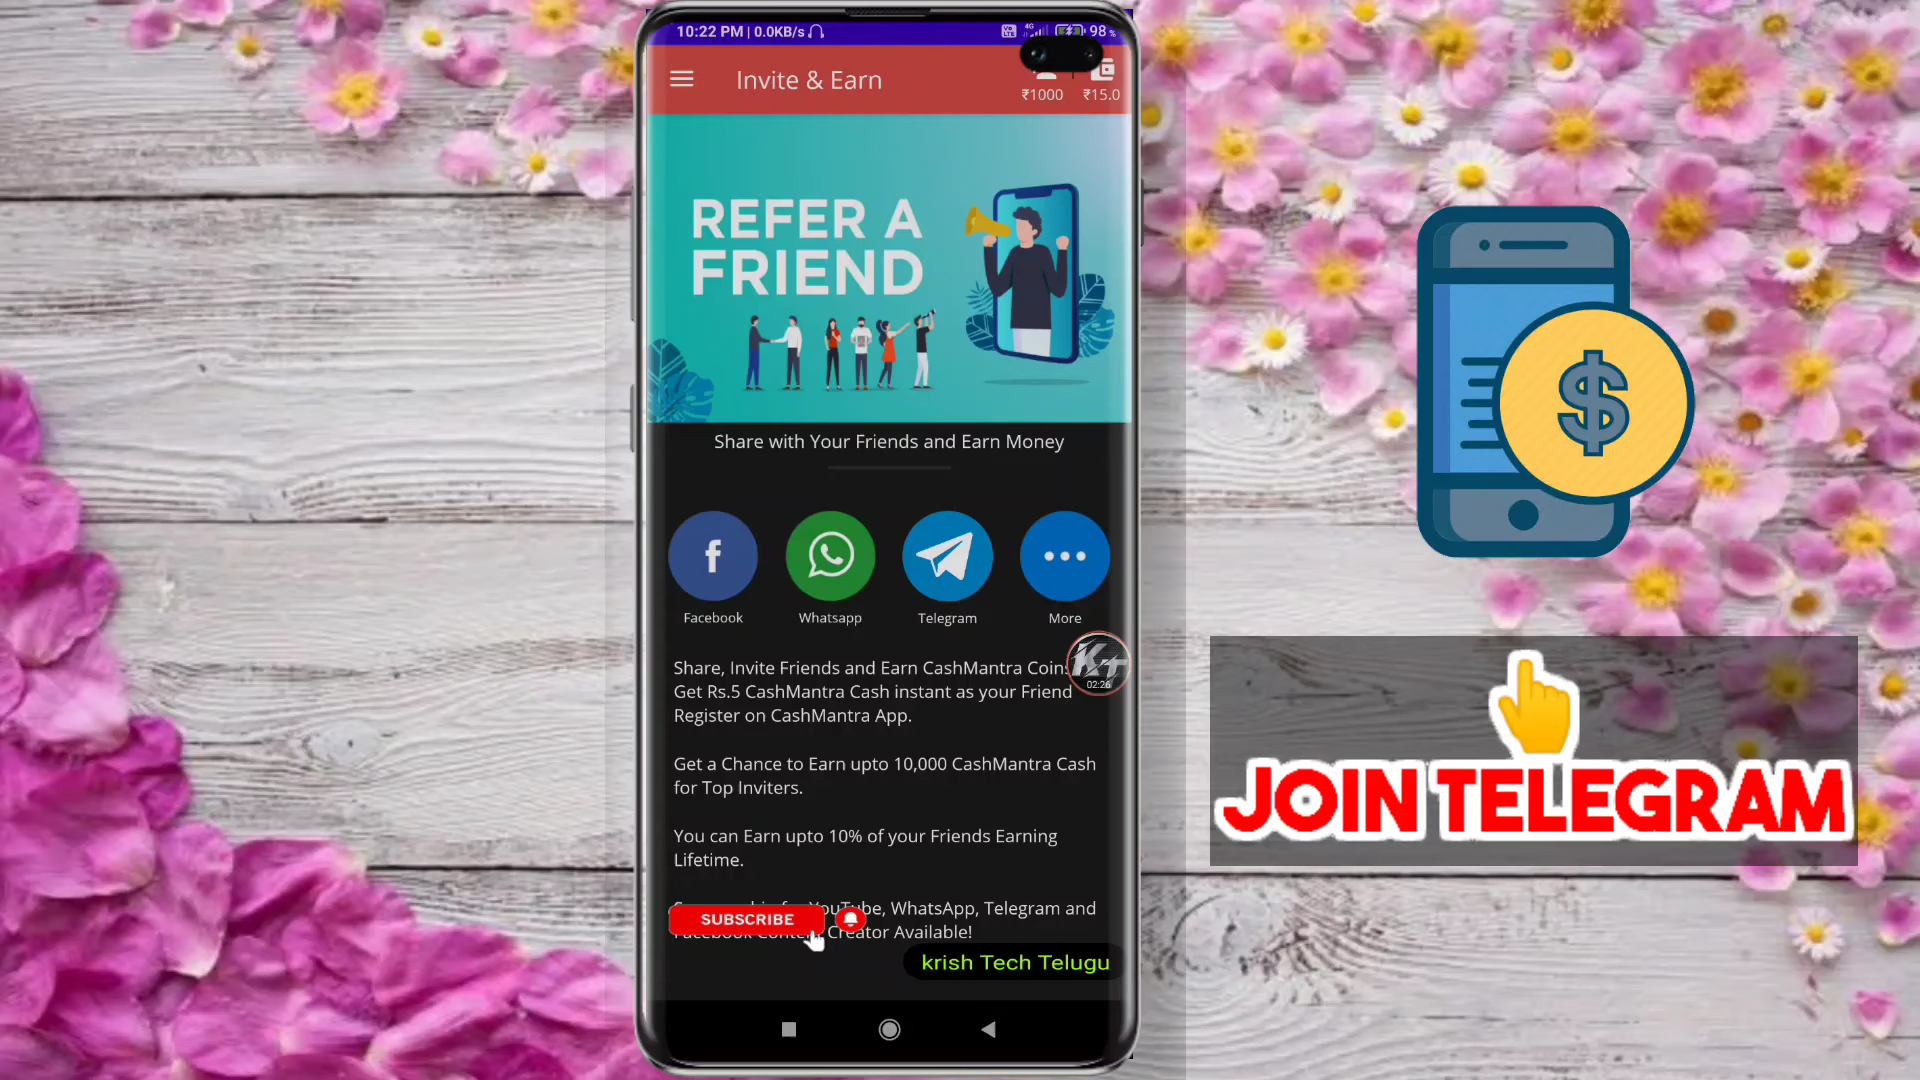 10:22 PM | 0.0KB/s
4G
98 %
Invite & Earn
₹1000
₹15.0
REFER A
FRIEND
Share with Your Friends and Earn Money
f
Facebook
Whatsapp
Telegram
More
Share, Invite Friends and Earn CashMantra Coins
Get Rs.5 CashMantra Cash instant as your Friend
Register on CashMantra App.
KT
02:26
Get a Chance to Earn upto 10,000 CashMantra Cash
for Top Inviters.
You can Earn upto 10% of your Friends Earning
Lifetime.
YouTube, WhatsApp, Telegram and
Creator Available!
SUBSCRIBE
krish Tech Telugu
$
JOIN TELEGRAM